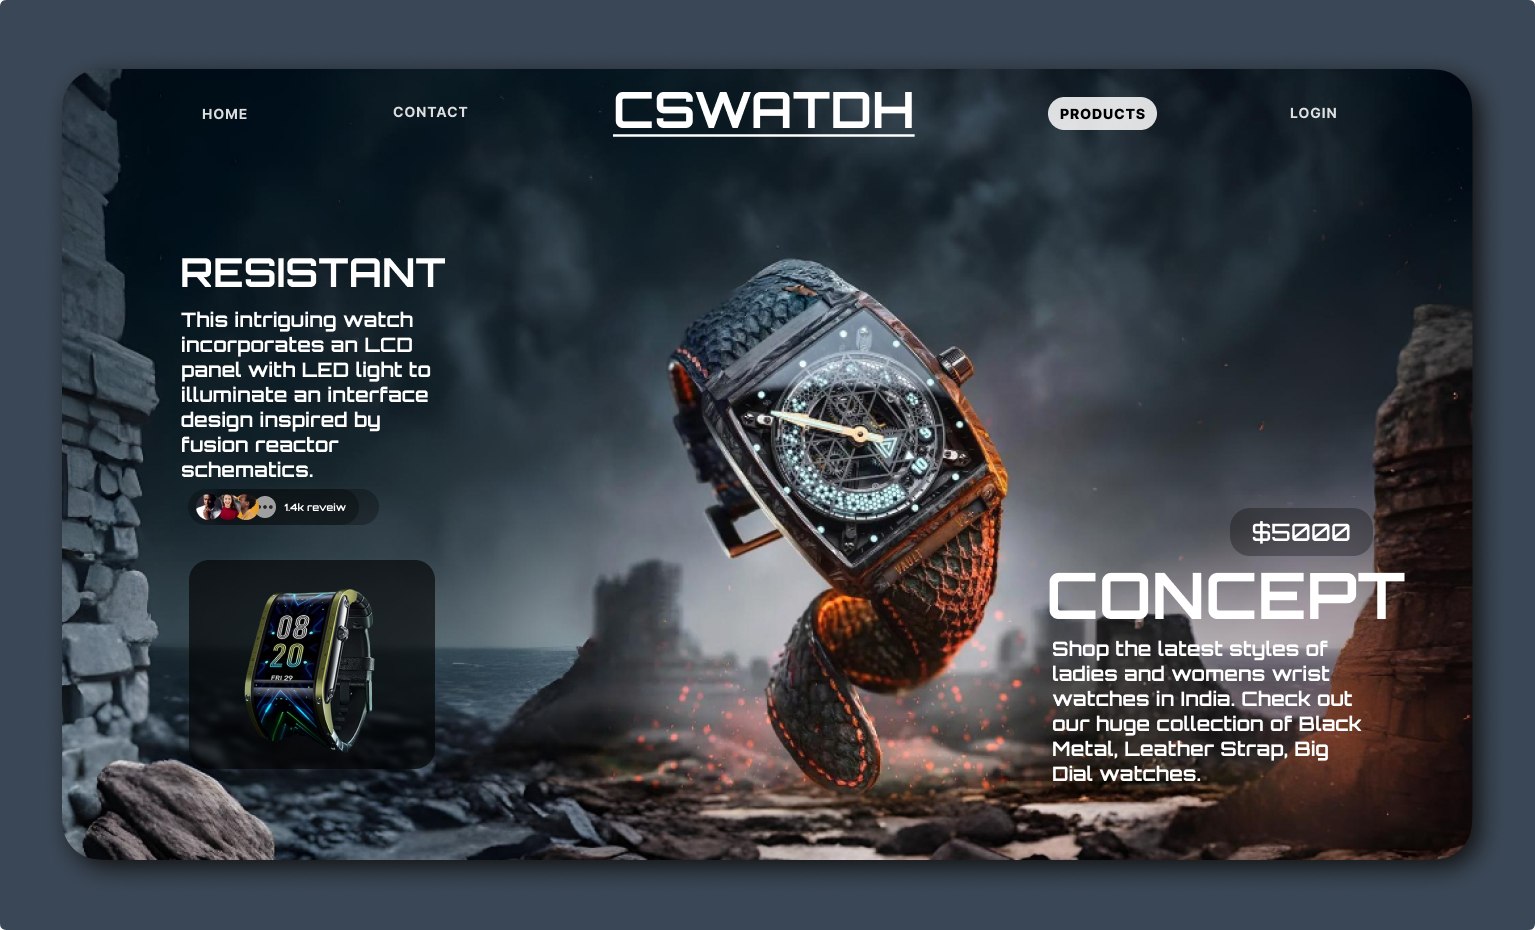 HOME
CONTACT
CSWATDH
PRODUCTS
LOGIN
RESISTANT
This intriguing watch
incorporates an LCD
panel with LED light to
illuminate an interface
design inspired by
fusion reactor
schematics.
1.4k reveiw
08
20
FRI 29
9
10
VAULT
$5000
CONCEPT
Shop the latest styles of
ladies and womens wrist
watches in India. Check out
our huge collection of Black
Metal, Leather Strap, Big
Dial watches.